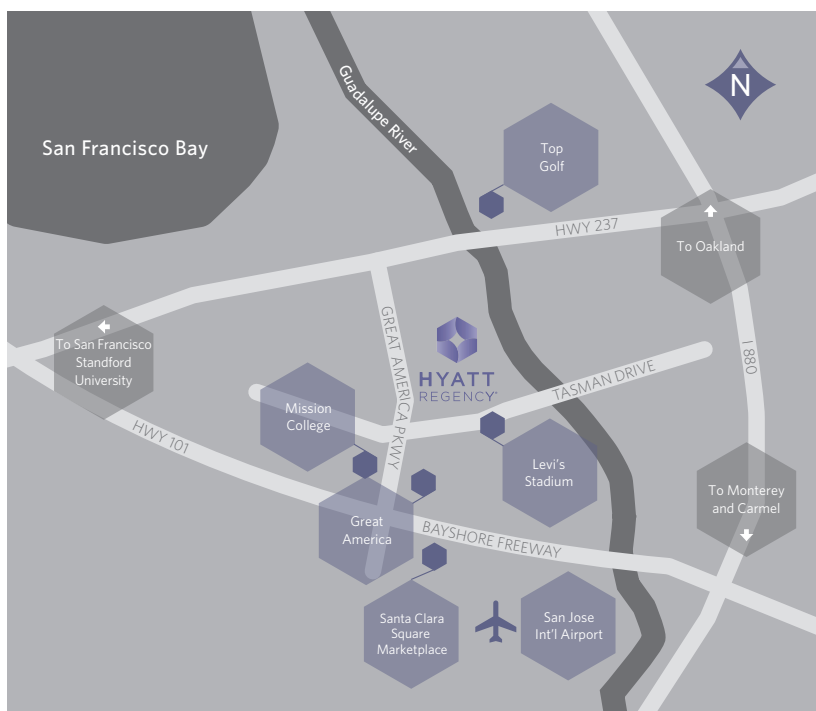 N
San Francisco Bay
Guadalupe River
Top
Golf
HWY 237
To Oakland
To San Francisco
Standford
University
GREAT AMERICA PKWY
HYATT
REGENCY
TASMAN DRIVE
I 880
Mission
College
HWY 101
Levi's
Stadium
To Monterey
and Carmel
Great
America
BAYSHORE FREEWAY
Santa Clara
Square
Marketplace
San Jose
Int'l Airport